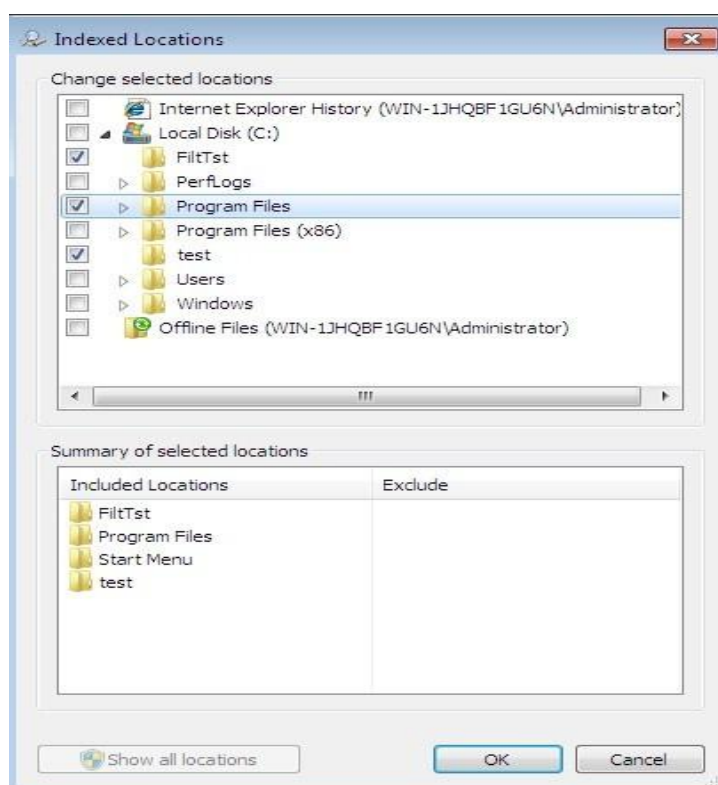 Indexed Locations
Change selected locations
Internet Explorer History (WIN-1JHQBF1GU6N\Administrator)
Local Disk (C:)
FiltTst
PerfLogs
Program Files
Program Files (x86)
test
Users
Windows
Offline Files (WIN-1JHQBF1GU6N\Administrator)
Summary of selected locations
Included Locations Exclude
FiltTst
Program Files
Start Menu
test
Show all locations OK Cancel